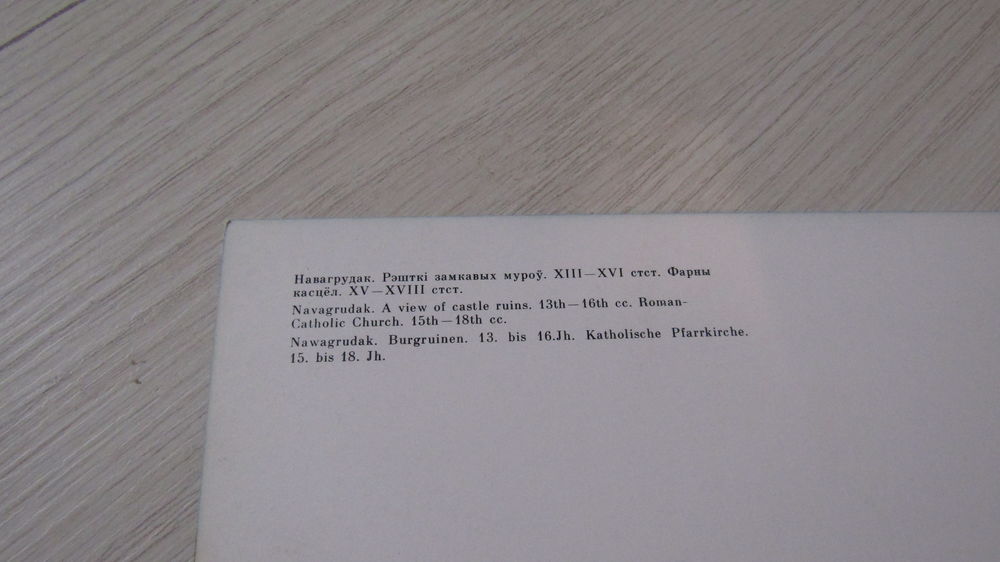 Навагрудак. Рэшткі замкавых муроў. XIII—XVI стст. Фарны
касцёл. XV—XVIII стст.
Navagrudak. A view of castle ruins. 13th—16th cc. Roman-
Catholic Church. 15th—18th cc.
Nawagrudak. Burgruinen. 13. bis 16.Jh. Katholische Pfarrkirche.
15. bis 18. Jh.